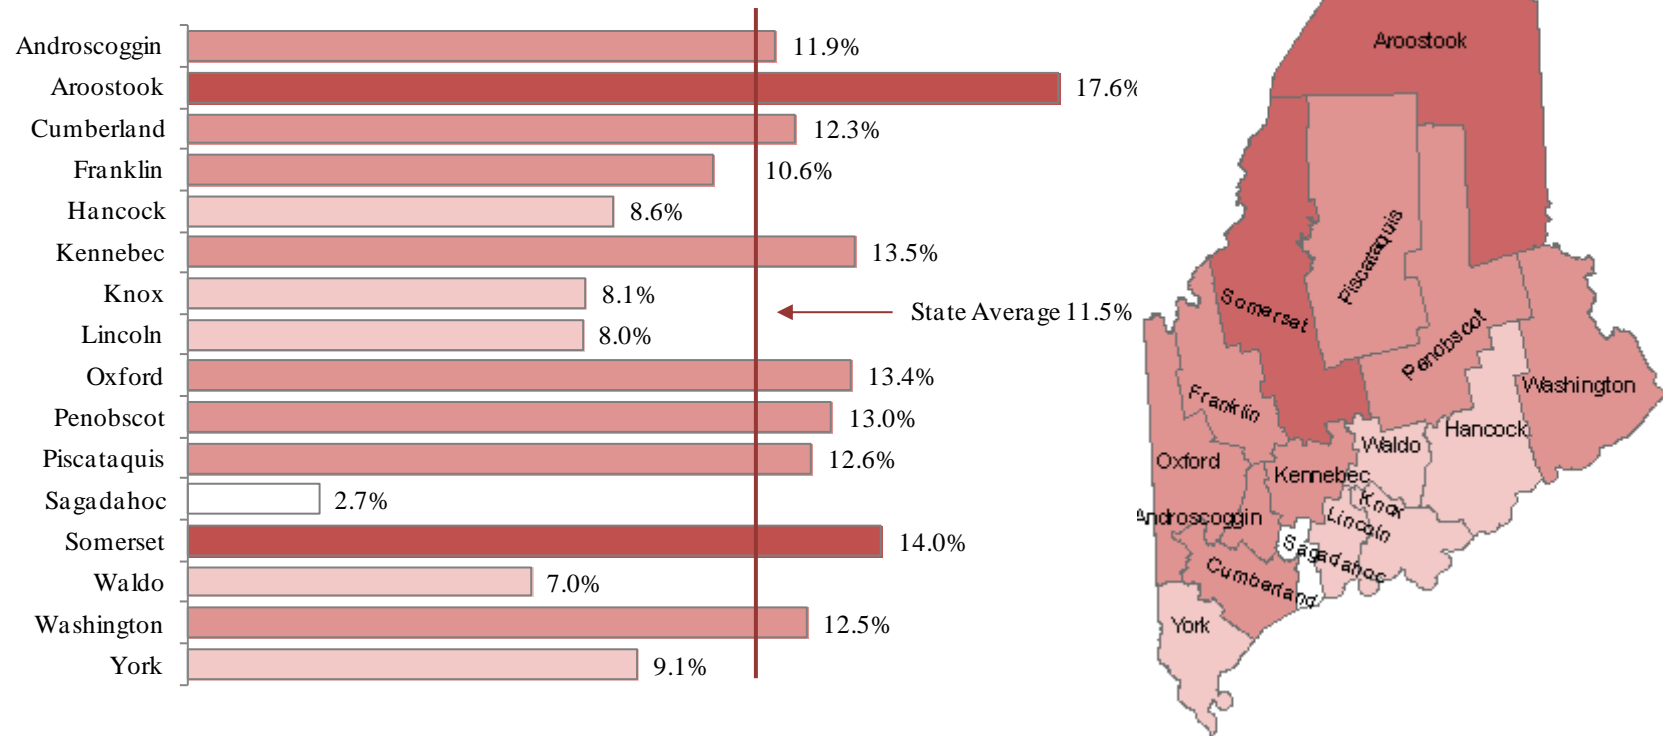 Androscoggin 11.9%
Aroostook 17.6%
Cumberland 12.3%
Franklin 10.6%
Hancock 8.6%
Kennebec 13.5%
Knox 8.1%
State Average 11.5%
Lincoln 8.0%
Oxford 13.4%
Penobscot 13.0%
Piscataquis 12.6%
Sagadahoc 2.7%
Somerset 14.0%
Waldo 7.0%
Washington 12.5%
York 9.1%
Aroostook
Piscataquis
Somerset
Penobscot
Washington
Franklin
Hancock
Waldo
Oxford
Kennebec
Knox
Androscoggin
Lincoln
Sagadahoc
Cumberland
York